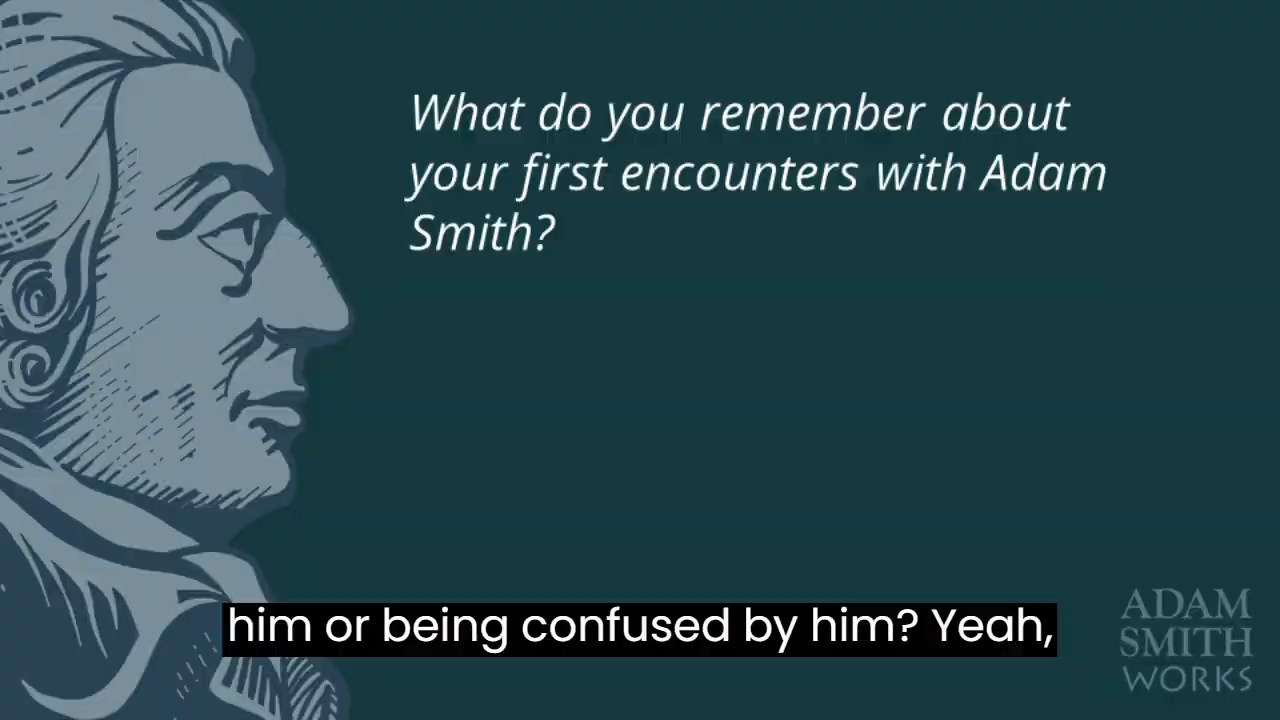 What do you remember about
your first encounters with Adam
Smith?
him or being confused by him? Yeah,
ADAM
SMITH
WORKS